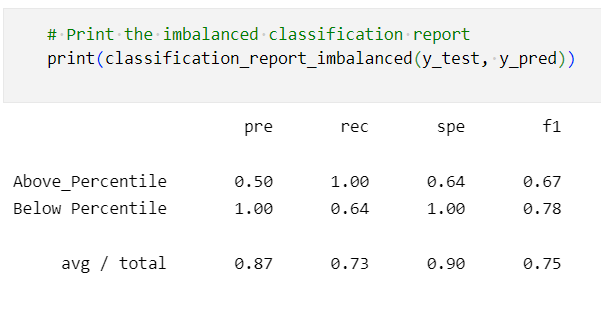 # Print the imbalanced classification report
print(classification_report_imbalanced(y_test, y_pred))
pre rec spe f1
Above_Percentile 0.50 1.00 0.64 0.67
Below Percentile 1.00 0.64 1.00 0.78
avg / total 0.87 0.73 0.90 0.75